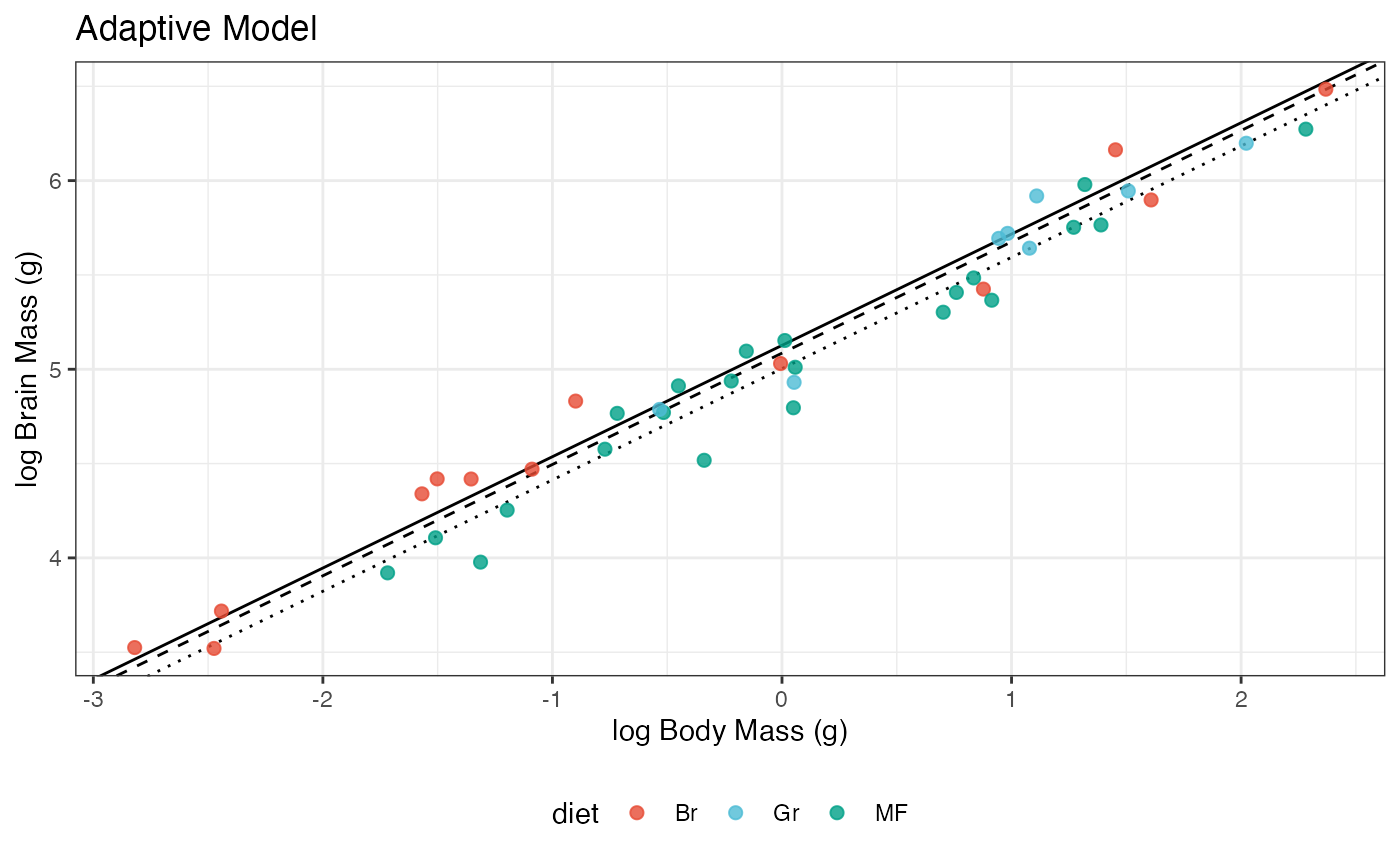 Adaptive Model
log Brain Mass (g)
6
5
4
-3 -2 -1 0 1 2
log Body Mass (g)
diet Br Gr MF